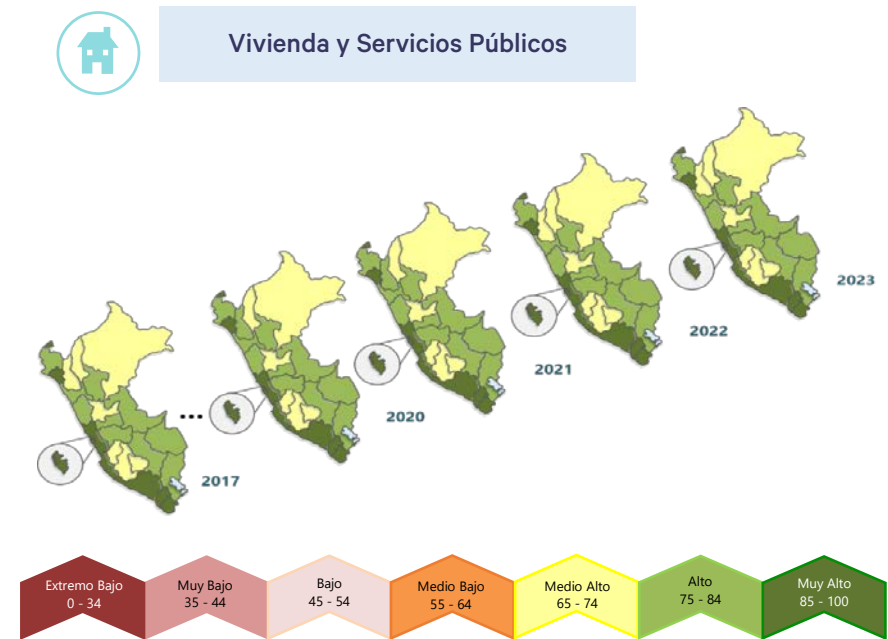 Vivienda y Servicios Públicos
2023
2022
2021
2020
...
2017
Extremo Bajo
0 - 34
Muy Bajo
35 - 44
Bajo
45 - 54
Medio Bajo
55 - 64
Medio Alto
65 - 74
Alto
75 - 84
Muy Alto
85 - 100